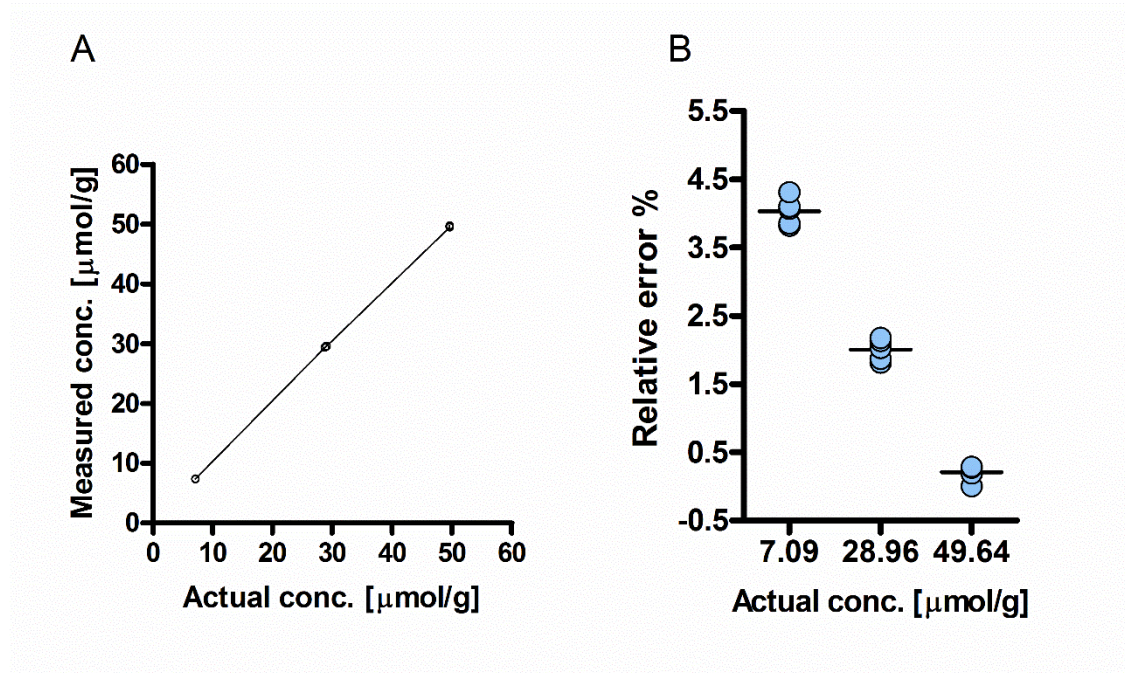 A
Measured conc. [μmol/g]
60
50
40
30
20
10
0
0 10 20 30 40 50 60
Actual conc. [μmol/g]
B
Relative error %
5.5
4.5
3.5
2.5
1.5
0.5
-0.5
7.09 28.96 49.64
Actual conc. [μmol/g]